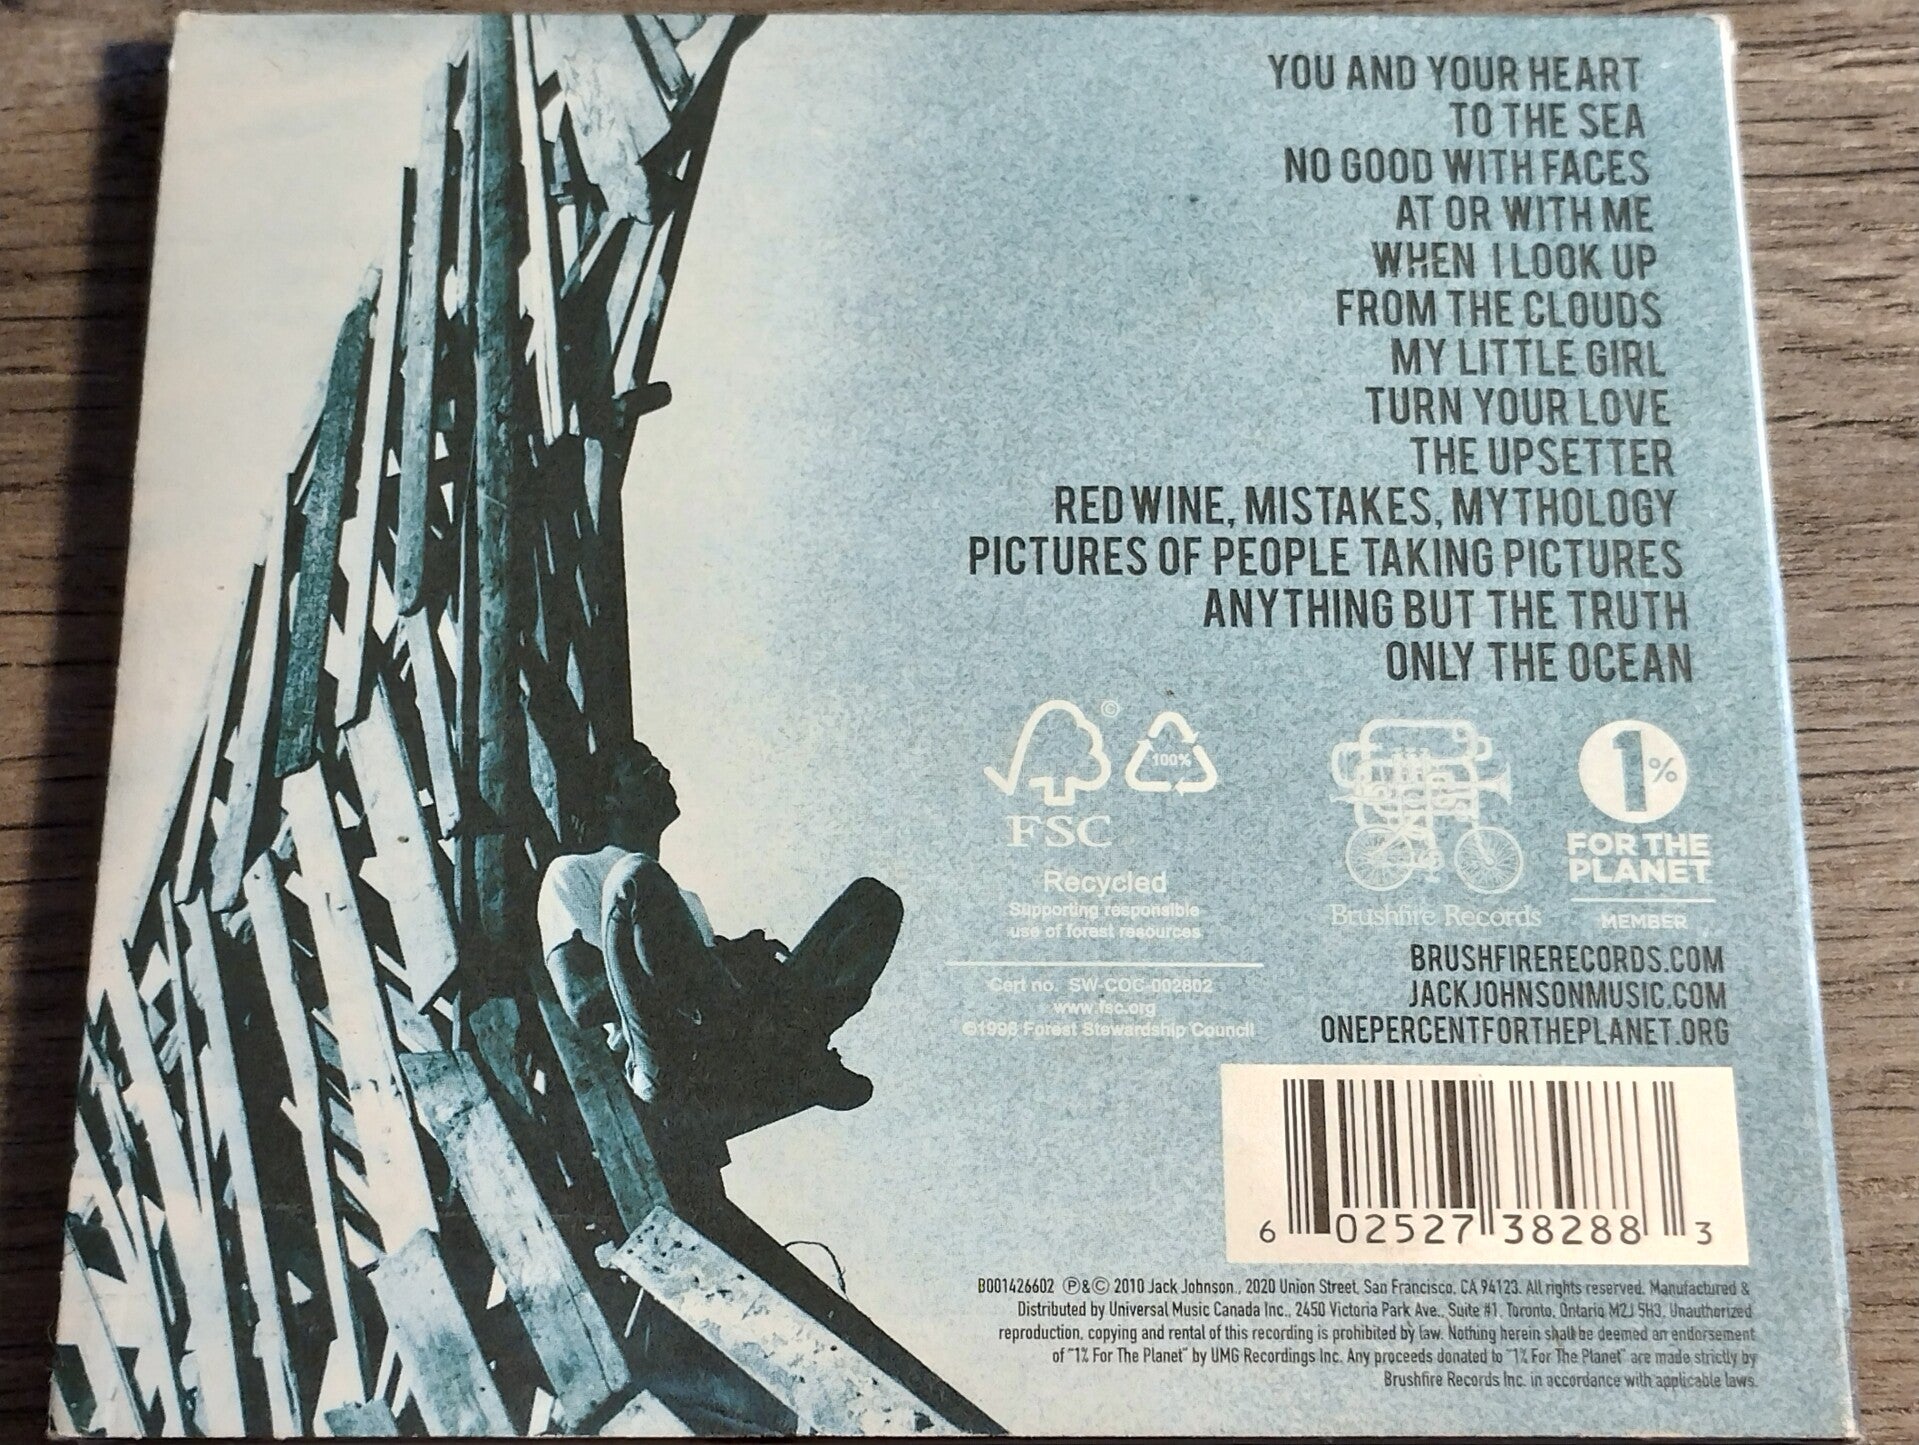 YOU AND YOUR HEART
TO THE SEA
NO GOOD WITH FACES
AT OR WITH ME
WHEN I LOOK UP
FROM THE CLOUDS
MY LITTLE GIRL
TURN YOUR LOVE
THE UPSETTER
RED WINE, MISTAKES, MYTHOLOGY
PICTURES OF PEOPLE TAKING PICTURES
ANYTHING BUT THE TRUTH
ONLY THE OCEAN
©
100%
FSC
Recycled
Supporting responsible
use of forest resources
Cert no. SW-COC-002802
www.fsc.org
©1996 Forest Stewardship Council
Brushfire Records
1%
FOR THE
PLANET
MEMBER
BRUSHFIRERECORDS.COM
JACKJOHNSONMUSIC.COM
ONEPERCENTFORTHEPLANET.ORG
6 02527 38288 3
B001426602 ℗&© 2010 Jack Johnson., 2020 Union Street, San Francisco, CA 94123. All rights reserved. Manufactured &
Distributed by Universal Music Canada Inc., 2450 Victoria Park Ave., Suite #1, Toronto, Ontario M2J 5H3. Unauthorized
reproduction, copying and rental of this recording is prohibited by law. Nothing herein shall be deemed an endorsement
of "1% For The Planet" by UMG Recordings Inc. Any proceeds donated to "1% For The Planet" are made strictly by
Brushfire Records Inc. in accordance with applicable laws.